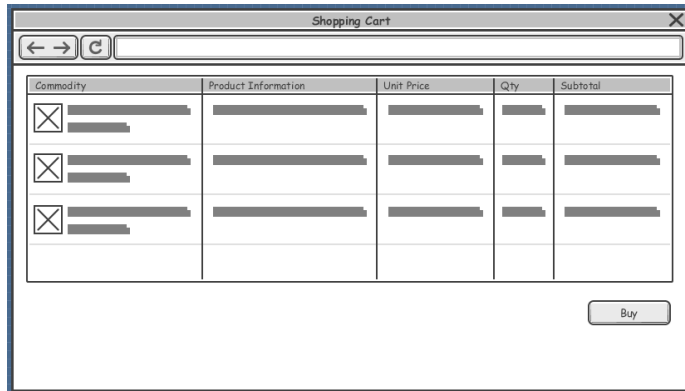 Shopping Cart
Commodity Product Information Unit Price Qty Subtotal
Buy